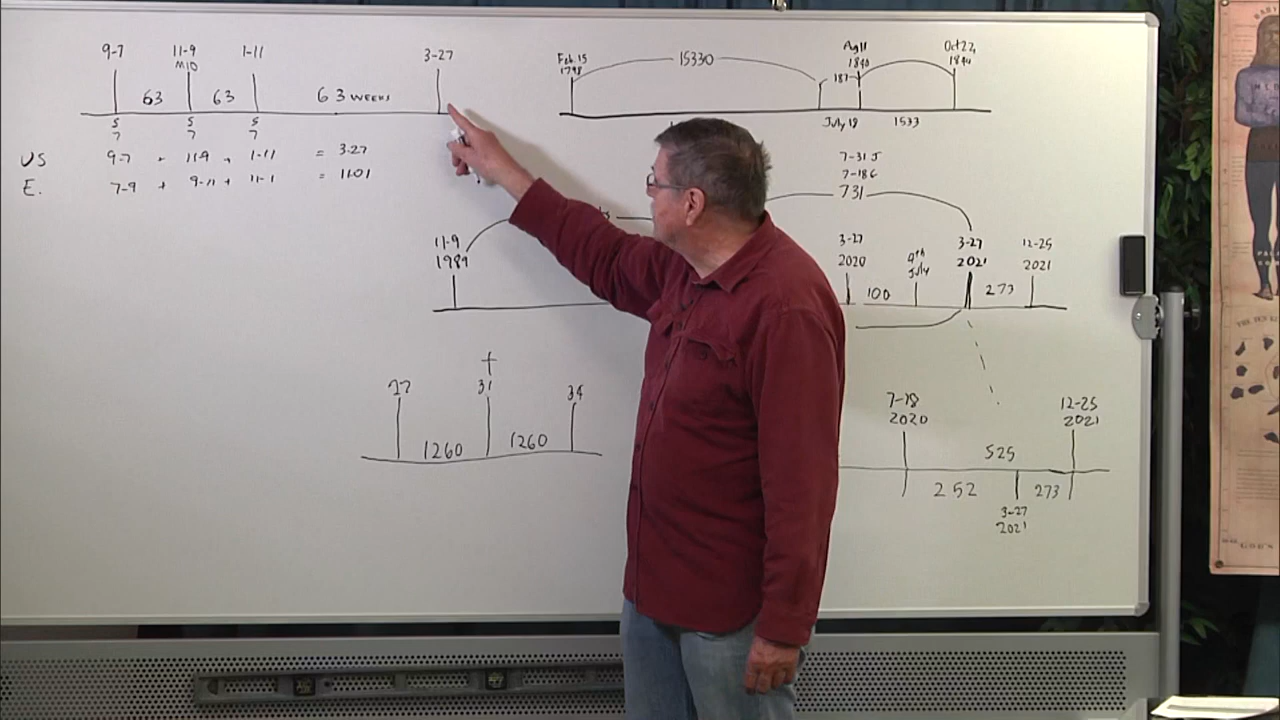 9-7 11-9 1-11 3-27
M10
63 63 63 WEEKS
5 5 5
7 7 7
US 9-7 + 11-9 + 1-11 = 3-27
E. 7-9 + 9-11 + 11-1 = 11-01
Feb. 15 15330 Aug 11 Oct 22,
1798 1840 1844
187
July 18 1533
7-31 J
7-18 G
731
11-9 3-27 4th 3-27 12-25
1989 2020 July 2021 2021
100 273
27 31 34
1260 1260
7-18 12-25
2020 2021
525
252 273
3-27
2021